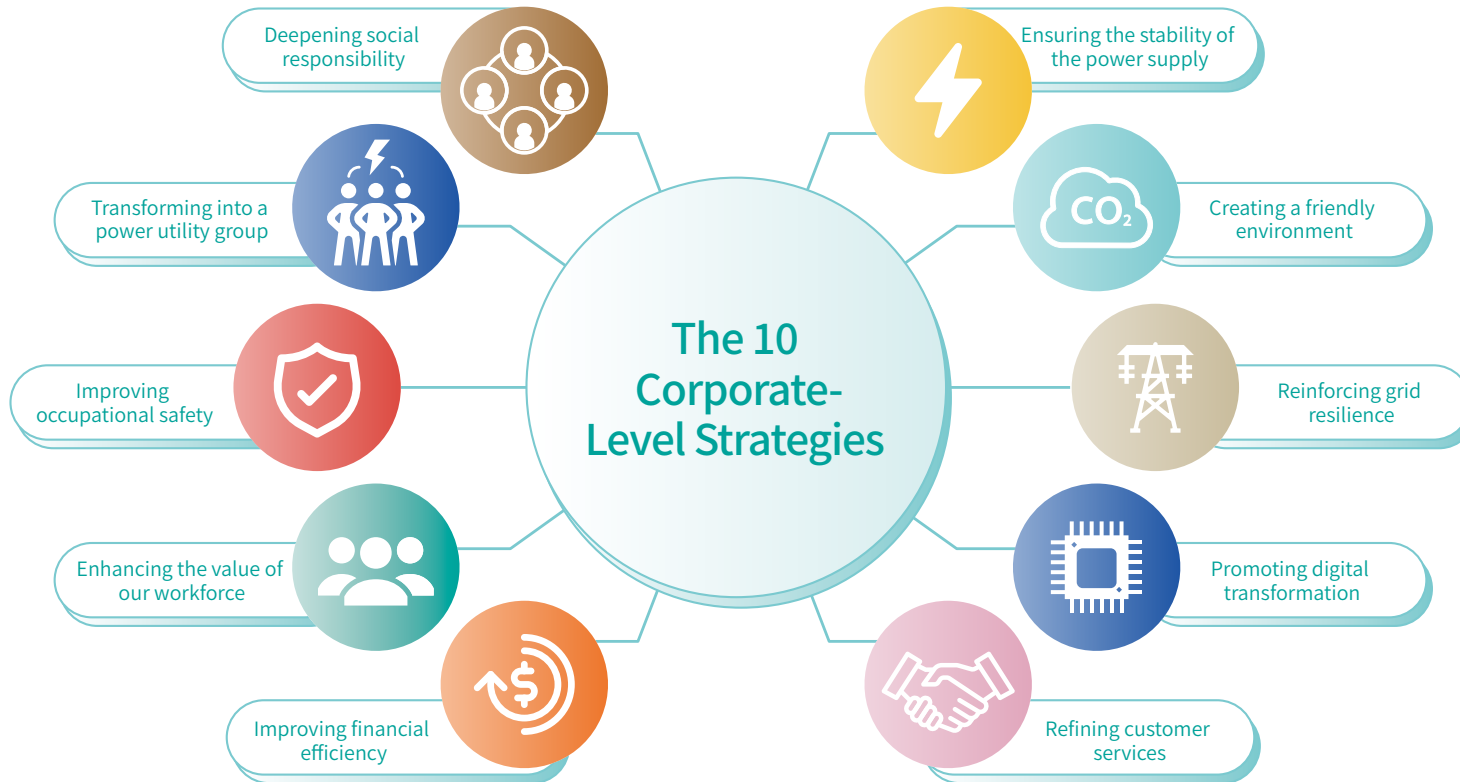 Deepening social
responsibility
Ensuring the stability of
the power supply
Transforming into a
power utility group
CO₂
Creating a friendly
environment
The 10
Corporate-
Level Strategies
Improving
occupational safety
Reinforcing grid
resilience
Enhancing the value of
our workforce
Promoting digital
transformation
$
Improving financial
efficiency
Refining customer
services